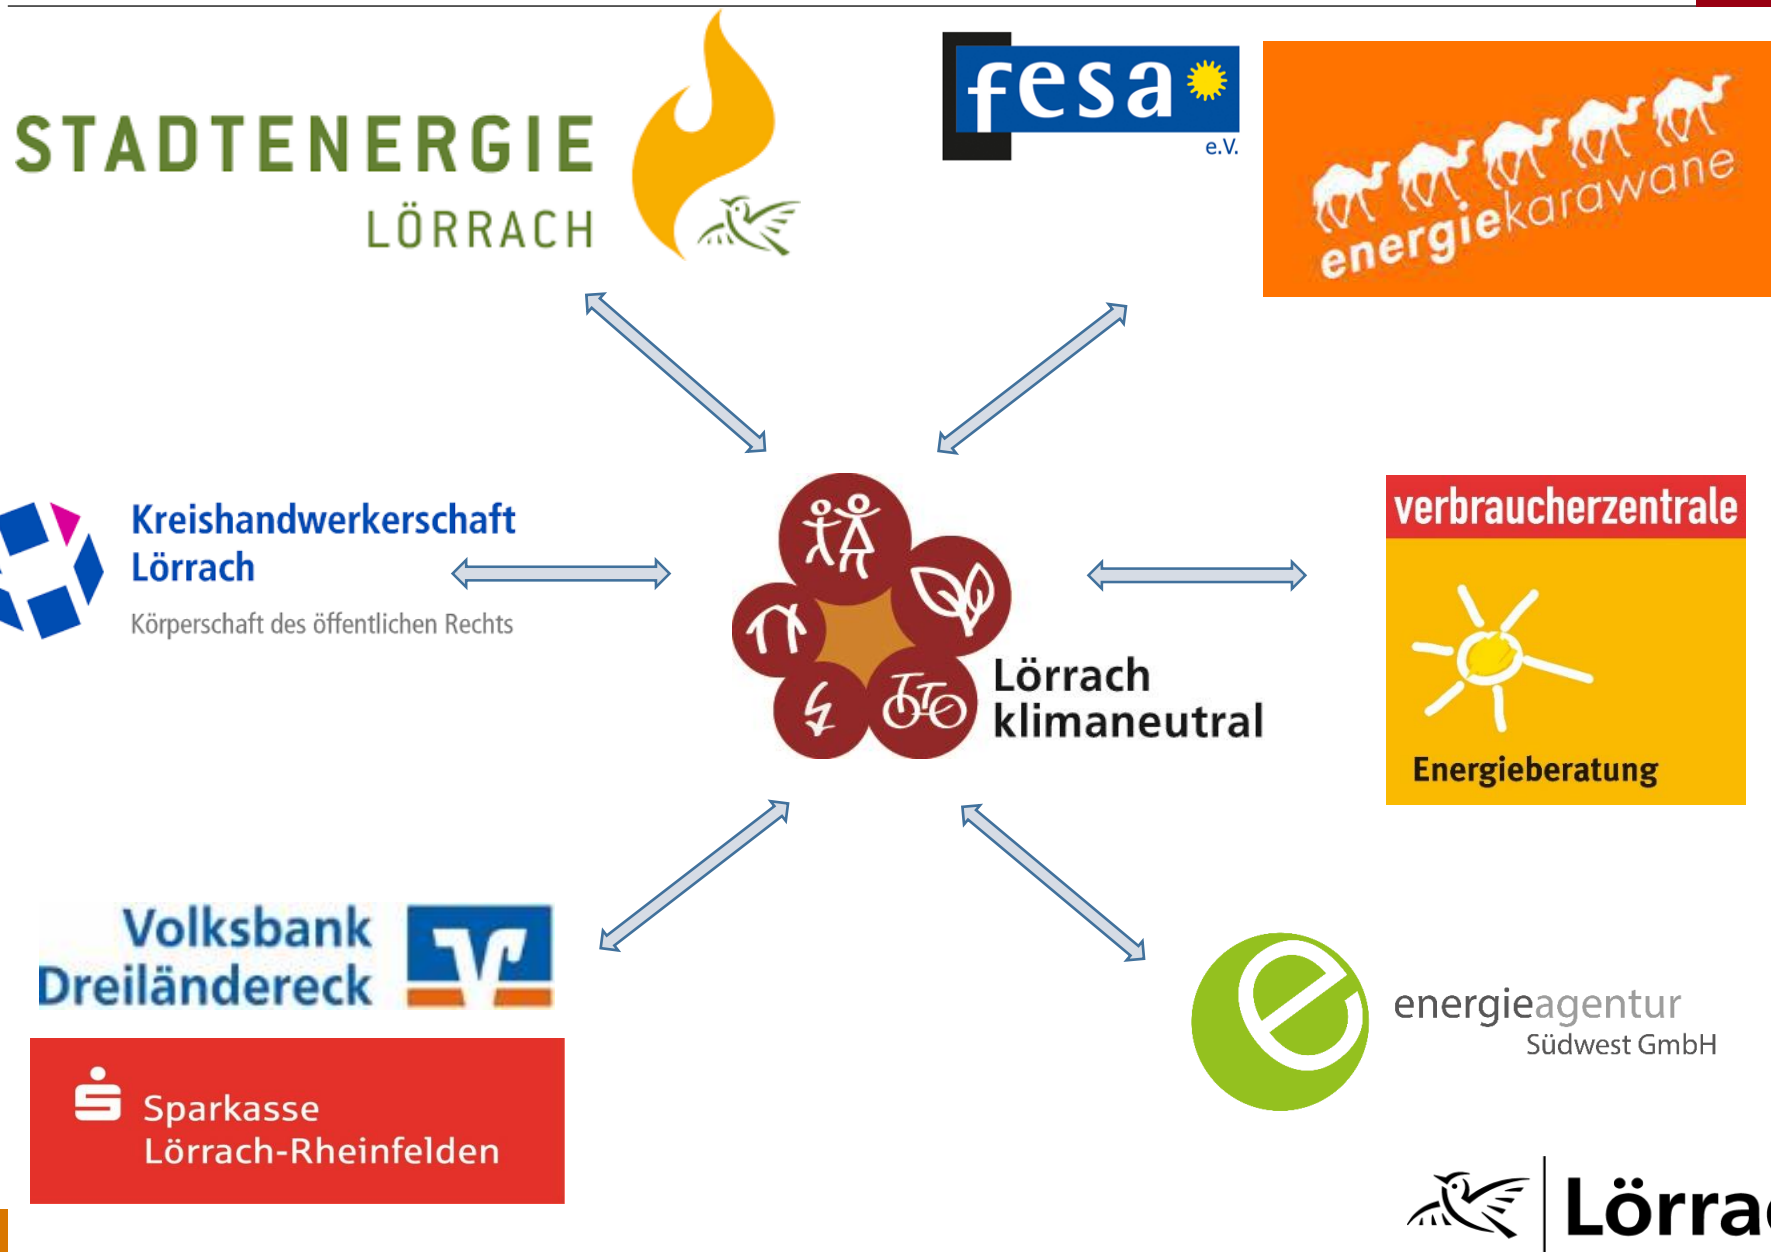 STADTENERGIE
LÖRRACH
fesa
e.V.
energiekarawane
Kreishandwerkerschaft
Lörrach
Körperschaft des öffentlichen Rechts
Lörrach
klimaneutral
verbraucherzentrale
Energieberatung
Volksbank
Dreiländereck
Sparkasse
Lörrach-Rheinfelden
energieagentur
Südwest GmbH